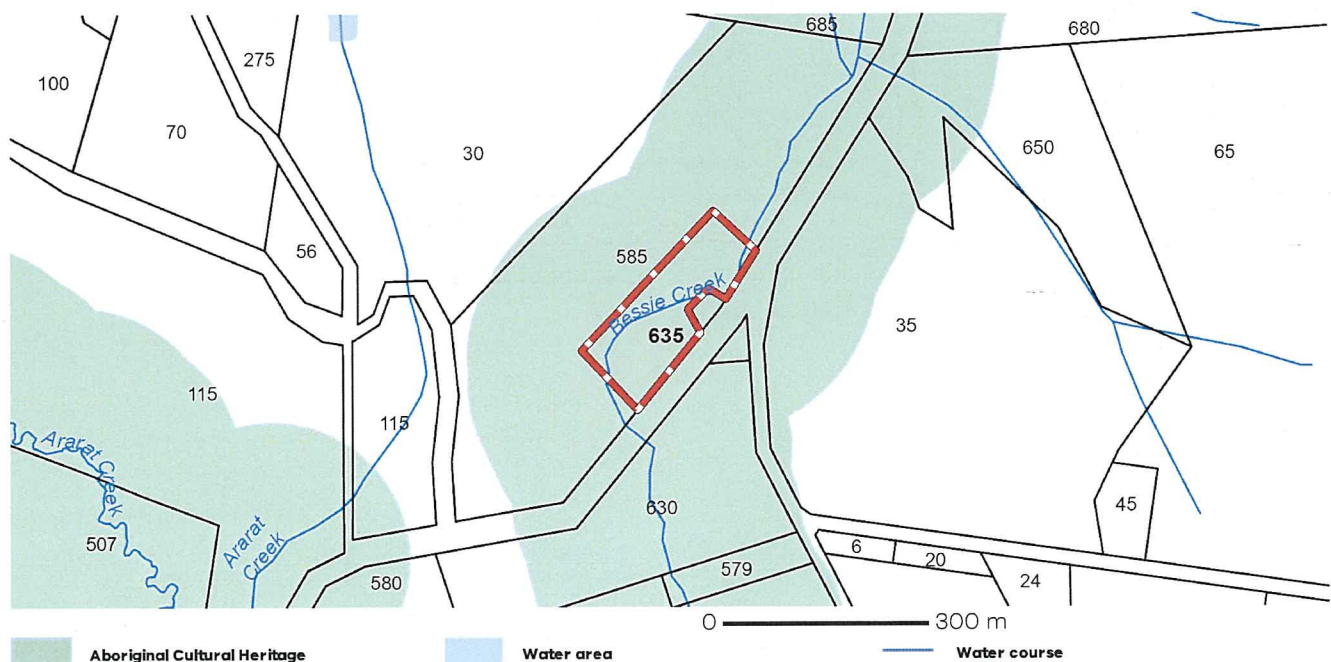 685
680
275
100
70
30
650
65
56
585
Bessie Creek
635
35
115
115
Ararat Creek
630
45
507
Ararat
Creek
6
20
579
24
580
0 300 m
Aboriginal Cultural Heritage
Water area
Water course